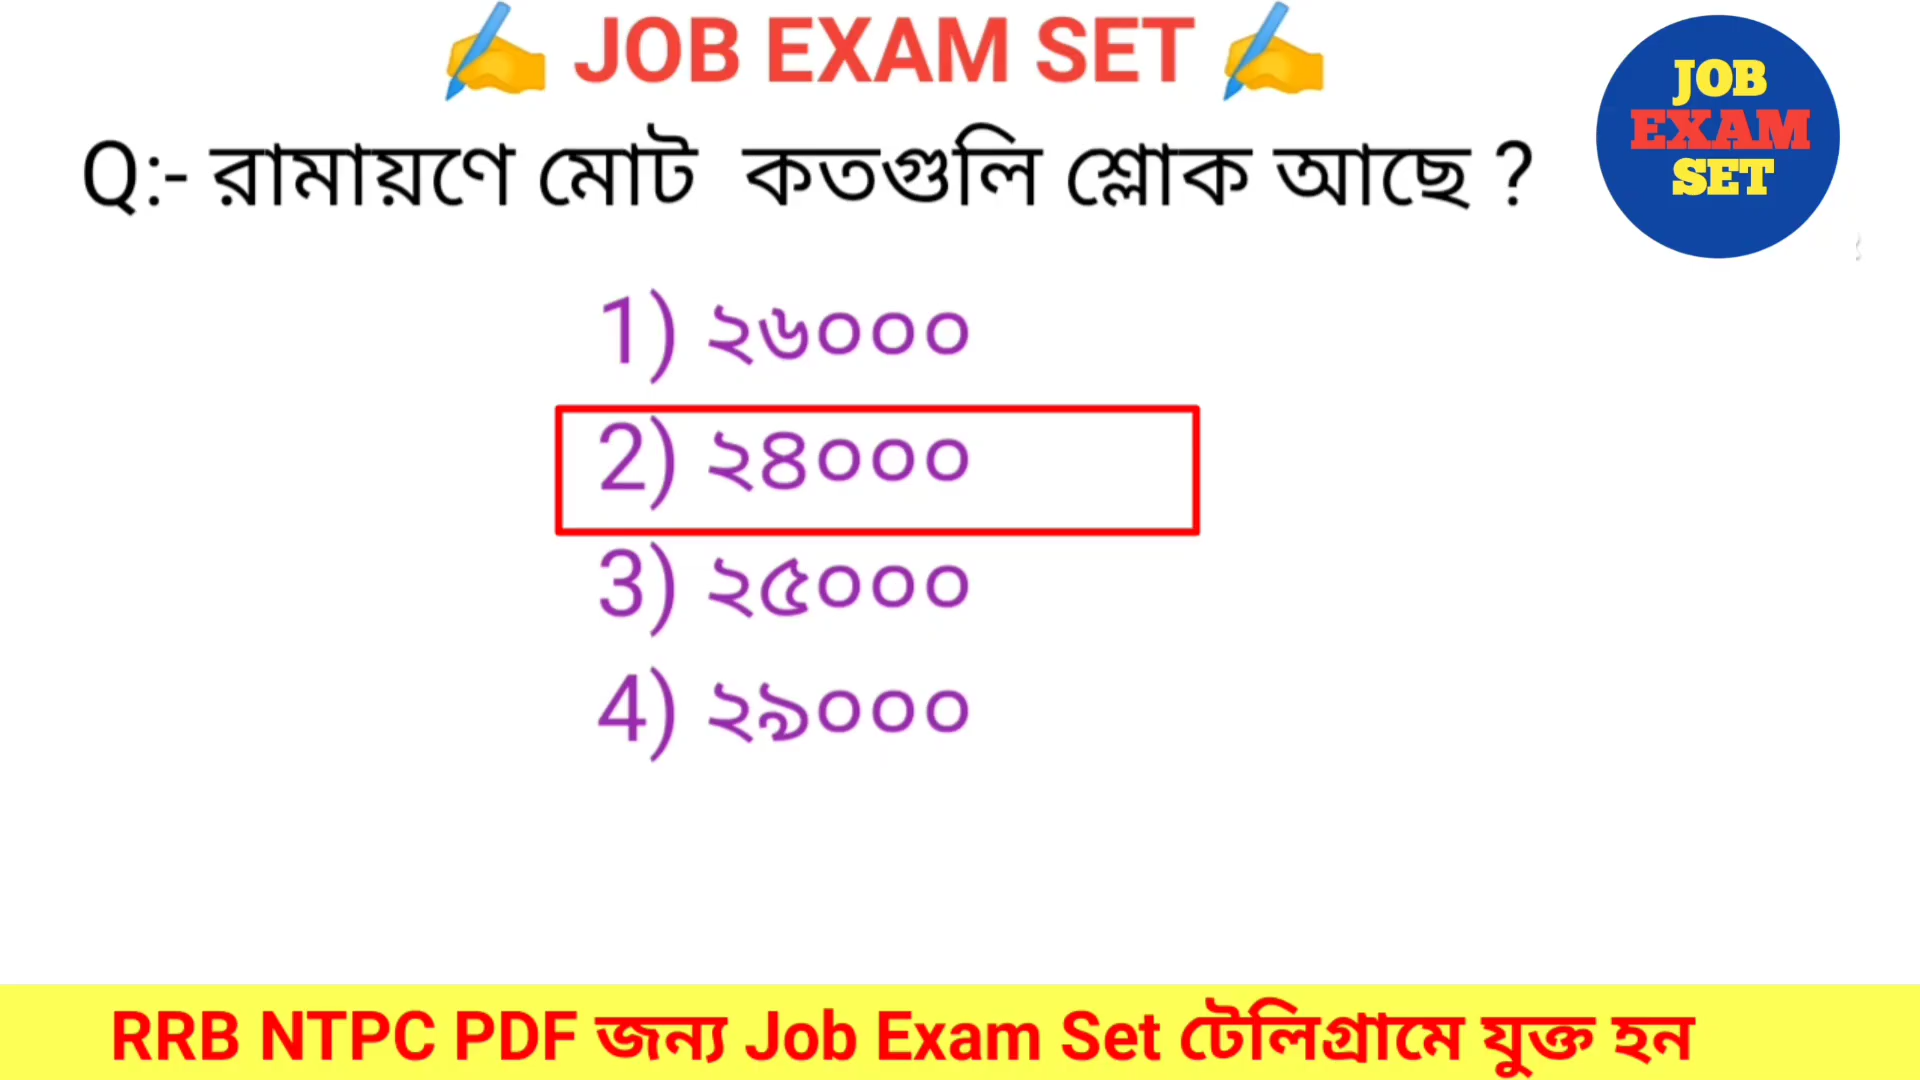 ✍️ JOB EXAM SET ✍️
JOB
EXAM
SET
Q:- রামায়ণে মোট কতগুলি শ্লোক আছে ?
1) ২৬০০০
2) ২৪০০০
3) ২৫০০০
4) ২৯০০০
RRB NTPC PDF জন্য Job Exam Set টেলিগ্রামে যুক্ত হন